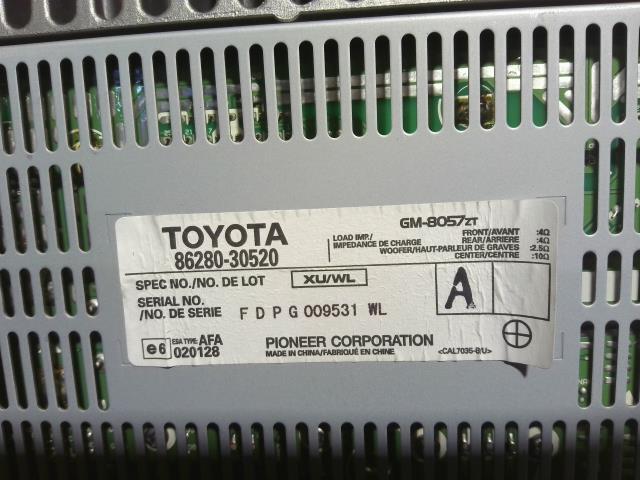 TOYOTA
86280-30520
GM-8057ZT
LOAD IMP./
IMPEDANCE DE CHARGE
FRONT/AVANT :4Ω
REAR/ARRIERE :4Ω
WOOFER/HAUT-PARLEUR DE GRAVES :2.5Ω
CENTER/CENTRE :10Ω
SPEC NO./NO. DE LOT XU/WL
SERIAL NO.
/NO. DE SERIE F D P G 009531 WL
A
e6 ESA TYPE: AFA
020128
PIONEER CORPORATION
MADE IN CHINA/FABRIQUÉ EN CHINE
<CAL7035-B/U>